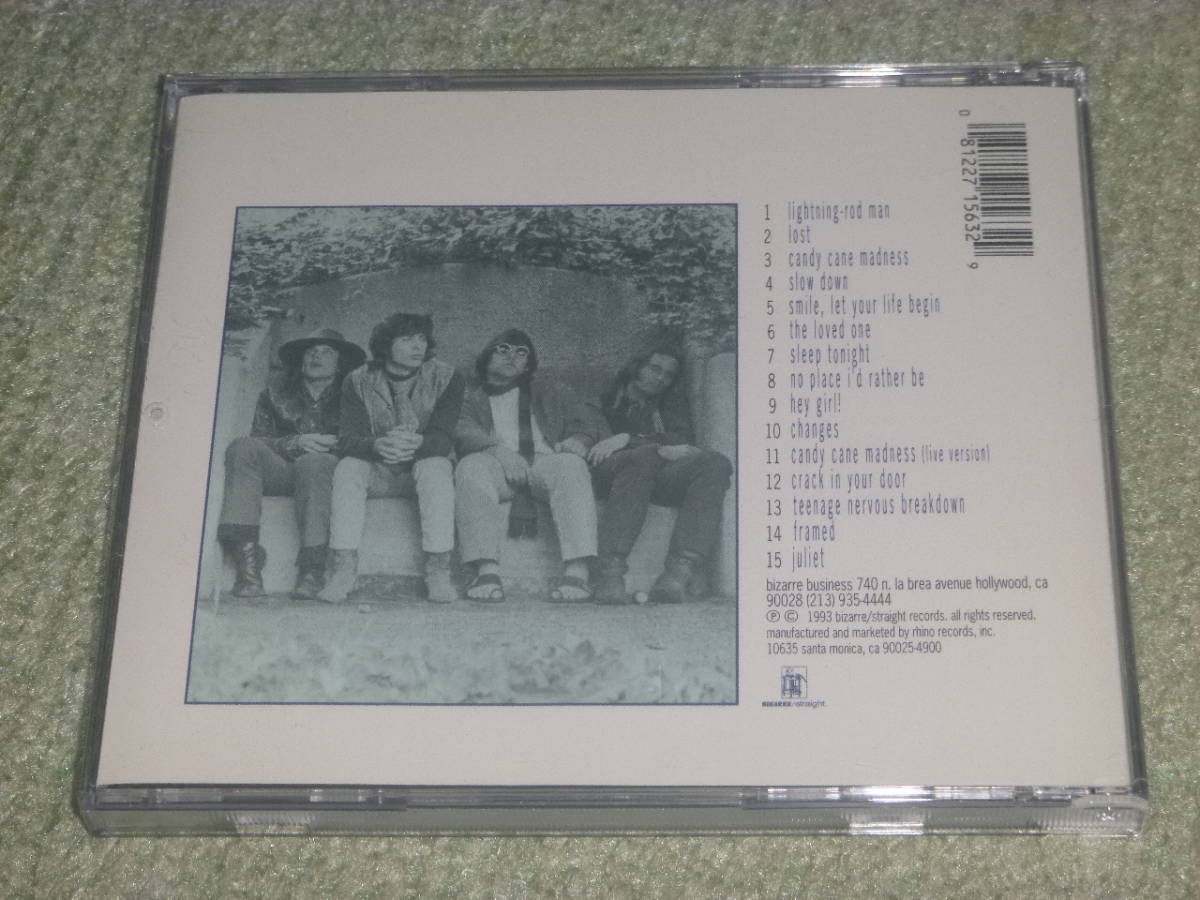 0 81227 15632 9
1 lightning-rod man
2 lost
3 candy cane madness
4 slow down
5 smile, let your life begin
6 the loved one
7 sleep tonight
8 no place i'd rather be
9 hey girl!
10 changes
11 candy cane madness (live version)
12 crack in your door
13 teenage nervous breakdown
14 framed
15 juliet
bizarre business 740 n. la brea avenue hollywood, ca
90028 (213) 935-4444
℗ © 1993 bizarre/straight records. all rights reserved.
manufactured and marketed by rhino records, inc.
10635 santa monica, ca 90025-4900
BIZARRE/straight.